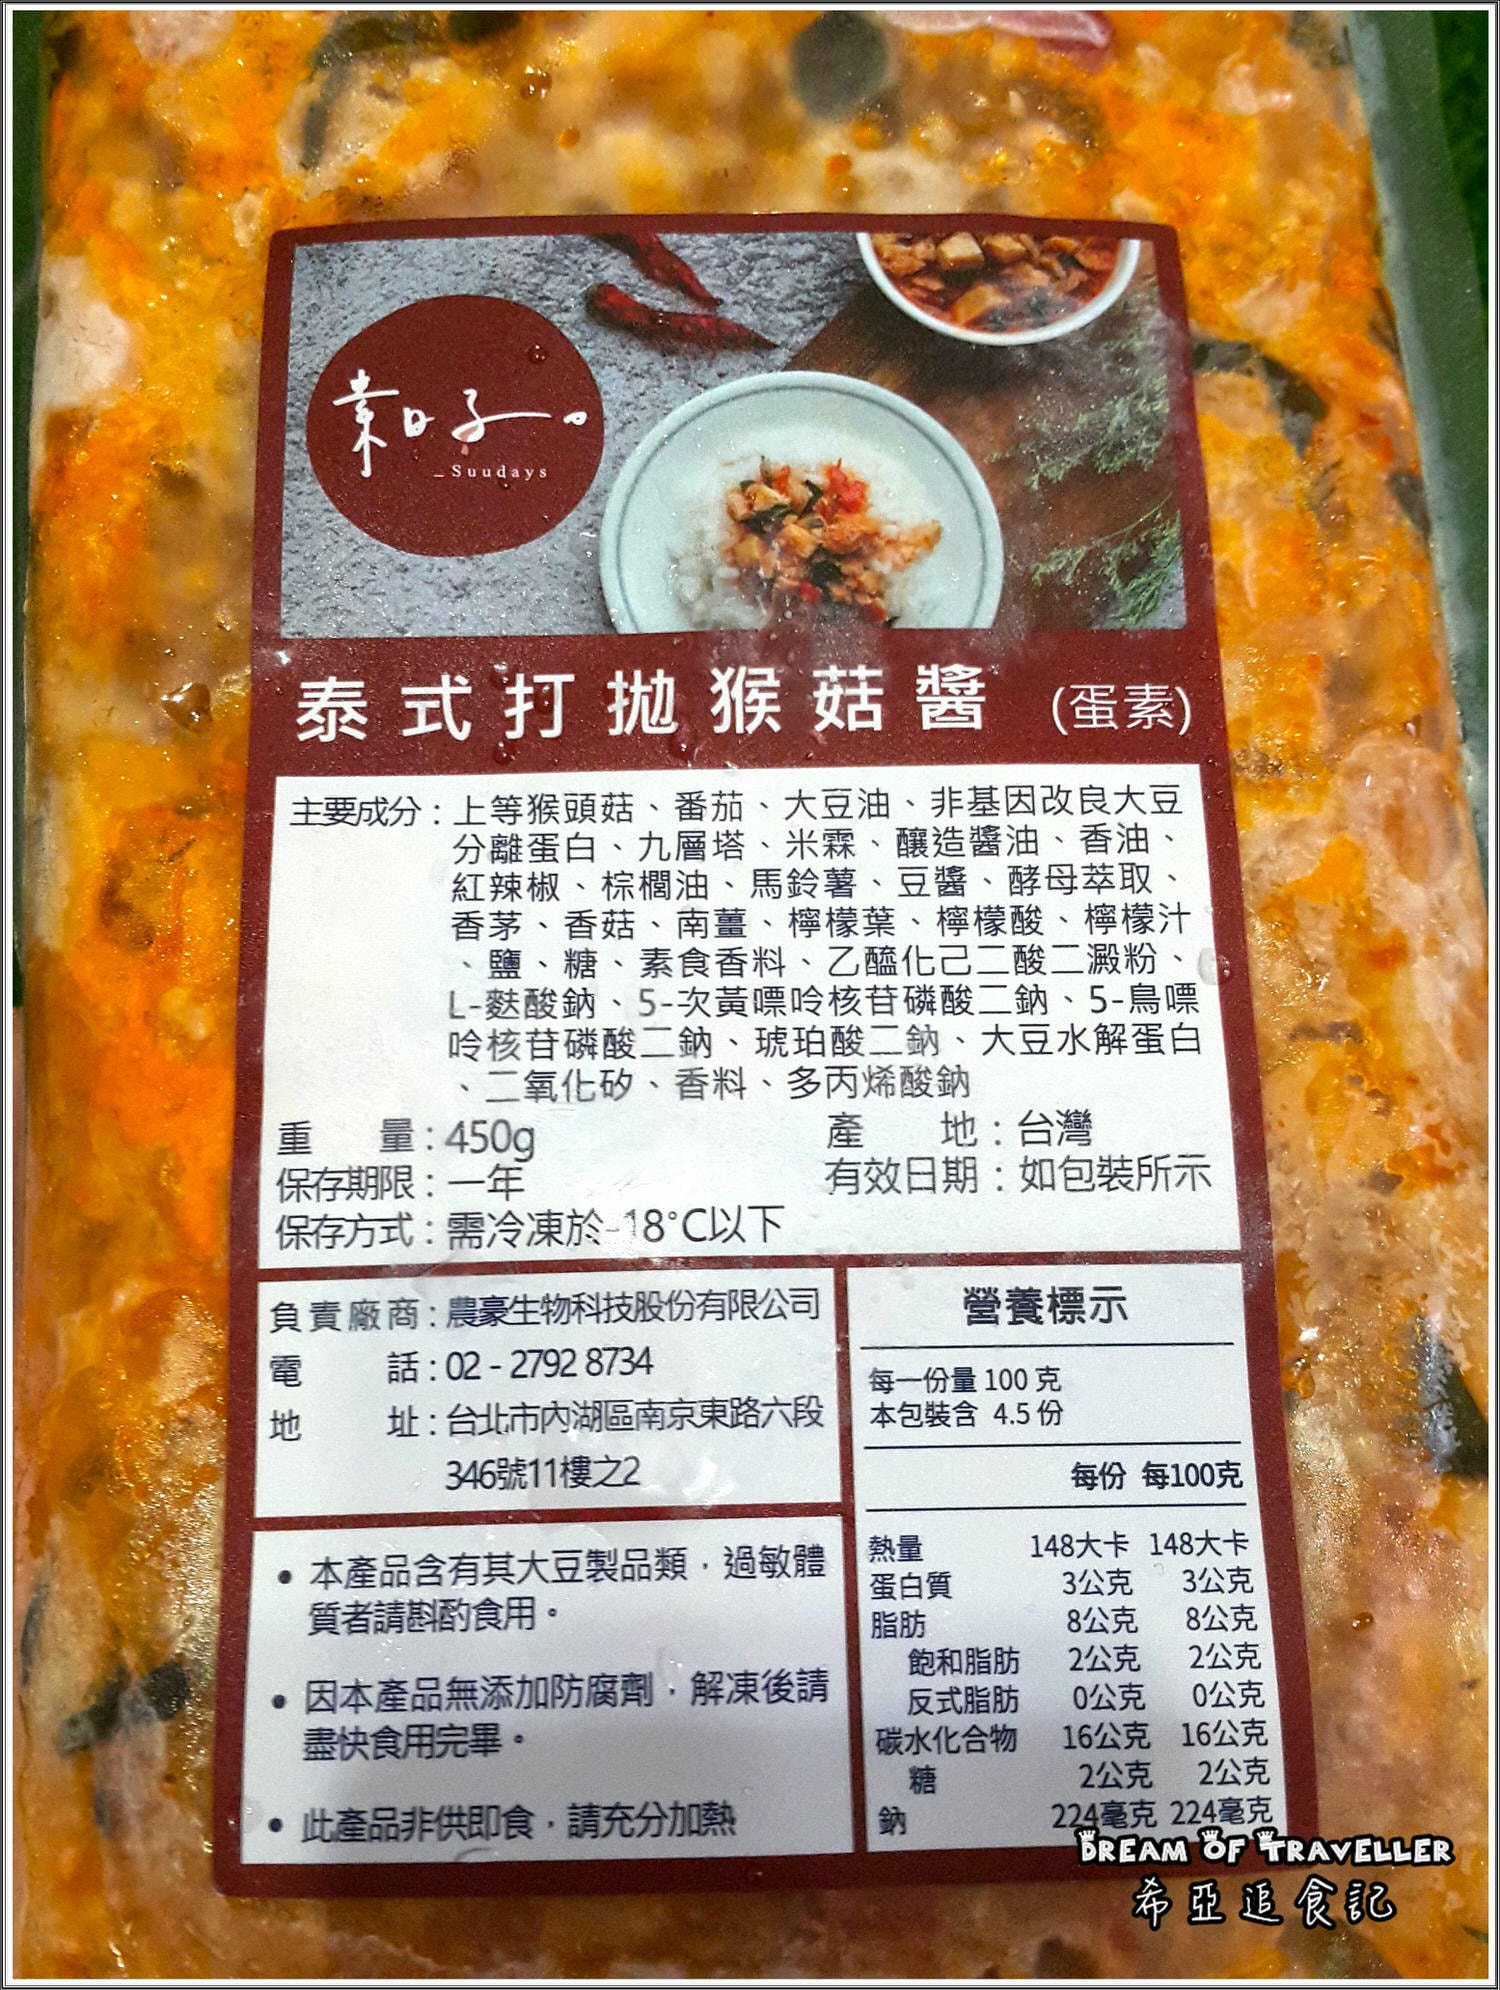 素日子
_Suudays
泰式打拋猴菇醬 (蛋素)
主要成分：上等猴頭菇、番茄、大豆油、非基因改良大豆
分離蛋白、九層塔、米霖、釀造醬油、香油、
紅辣椒、棕櫚油、馬鈴薯、豆醬、酵母萃取、
香茅、香菇、南薑、檸檬葉、檸檬酸、檸檬汁
、鹽、糖、素食香料、乙醯化己二酸二澱粉、
L-麩酸鈉、5-次黃嘌呤核苷磷酸二鈉、5-鳥嘌
呤核苷磷酸二鈉、琥珀酸二鈉、大豆水解蛋白
、二氧化矽、香料、多丙烯酸鈉
重量：450g 產地：台灣
保存期限：一年 有效日期：如包裝所示
保存方式：需冷凍於-18°C以下
負責廠商：農豪生物科技股份有限公司
電話：02 - 2792 8734
地址：台北市內湖區南京東路六段
346號11樓之2
• 本產品含有其大豆製品類，過敏體
質者請斟酌食用。
• 因本產品無添加防腐劑，解凍後請
盡快食用完畢。
• 此產品非供即食，請充分加熱
營養標示
每一份量 100 克
本包裝含 4.5 份
每份 每100克
熱量 148大卡 148大卡
蛋白質 3公克 3公克
脂肪 8公克 8公克
飽和脂肪 2公克 2公克
反式脂肪 0公克 0公克
碳水化合物 16公克 16公克
糖 2公克 2公克
鈉 224毫克 224毫克
DREAM OF TRAVELLER
希亞追食記